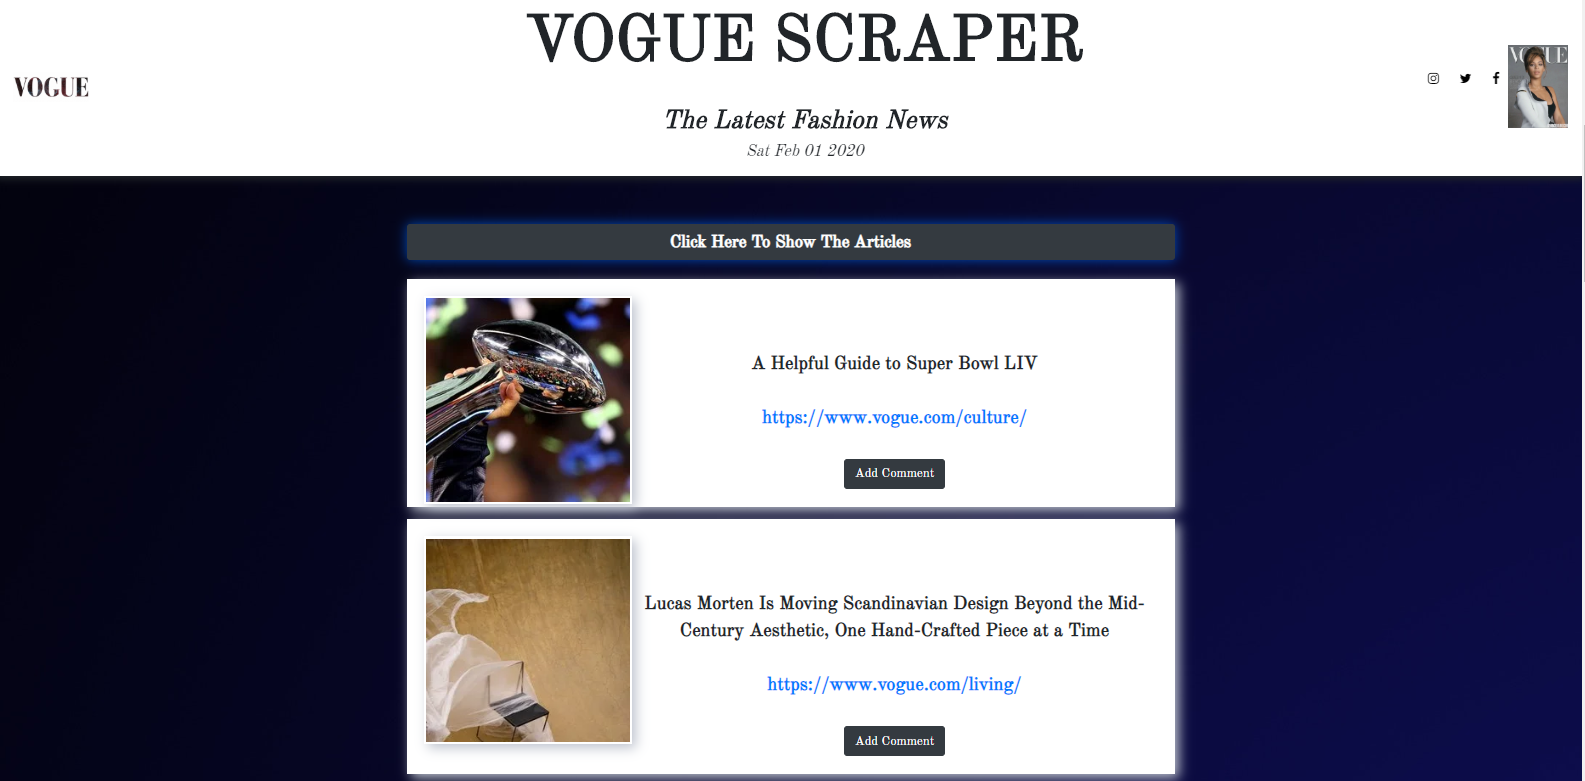 VOGUE SCRAPER
VOGUE
VOGUE
The Latest Fashion News
Sat Feb 01 2020
Click Here To Show The Articles
A Helpful Guide to Super Bowl LIV
https://www.vogue.com/culture/
Add Comment
Lucas Morten Is Moving Scandinavian Design Beyond the Mid-
Century Aesthetic, One Hand-Crafted Piece at a Time
https://www.vogue.com/living/
Add Comment